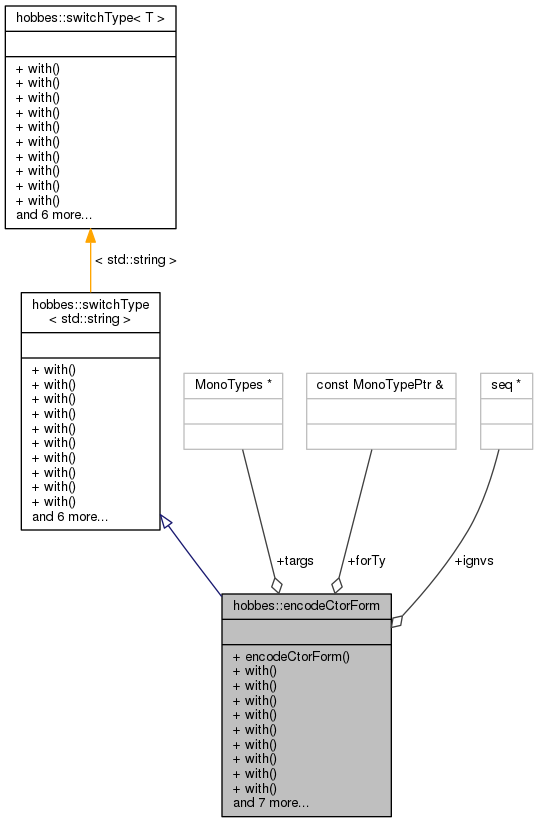 hobbes::switchType< T >
+ with()
+ with()
+ with()
+ with()
+ with()
+ with()
+ with()
+ with()
+ with()
+ with()
and 6 more...
< std::string >
hobbes::switchType
< std::string >
+ with()
+ with()
+ with()
+ with()
+ with()
+ with()
+ with()
+ with()
+ with()
+ with()
and 6 more...
MonoTypes *
const MonoTypePtr &
seq *
+targs
+forTy
+ignvs
hobbes::encodeCtorForm
+ encodeCtorForm()
+ with()
+ with()
+ with()
+ with()
+ with()
+ with()
+ with()
+ with()
+ with()
and 7 more...